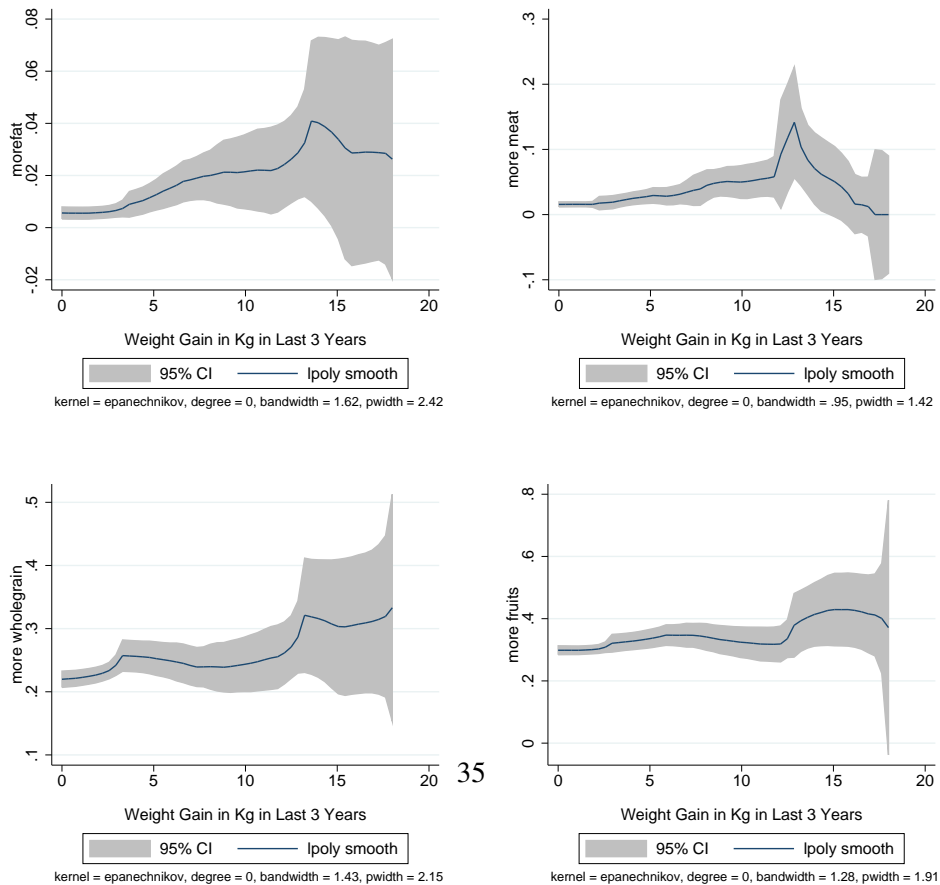 morefat
.08
.06
.04
.02
0
-.02
0 5 10 15 20
Weight Gain in Kg in Last 3 Years
95% CI lpoly smooth
kernel = epanechnikov, degree = 0, bandwidth = 1.62, pwidth = 2.42
more meat
.3
.2
.1
0
-.1
0 5 10 15 20
Weight Gain in Kg in Last 3 Years
95% CI lpoly smooth
kernel = epanechnikov, degree = 0, bandwidth = .95, pwidth = 1.42
more wholegrain
.5
.4
.3
.2
.1
0 5 10 15 20
Weight Gain in Kg in Last 3 Years
95% CI lpoly smooth
kernel = epanechnikov, degree = 0, bandwidth = 1.43, pwidth = 2.15
35
more fruits
.8
.6
.4
.2
0
0 5 10 15 20
Weight Gain in Kg in Last 3 Years
95% CI lpoly smooth
kernel = epanechnikov, degree = 0, bandwidth = 1.28, pwidth = 1.91